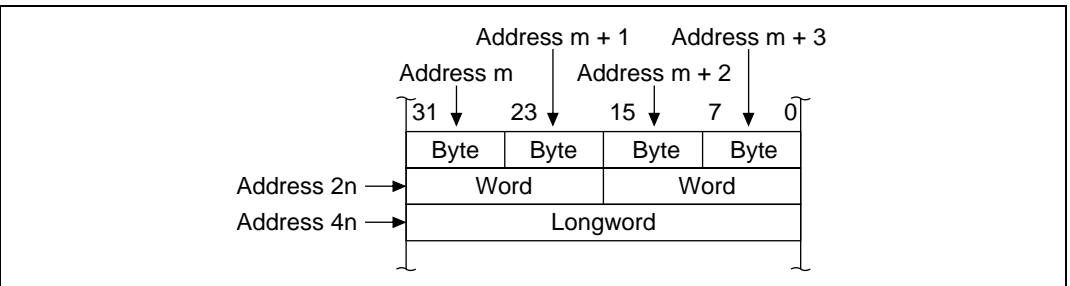 Address m + 1 Address m + 3
Address m Address m + 2
31 23 15 7 0
Byte Byte Byte Byte
Address 2n Word Word
Address 4n Longword